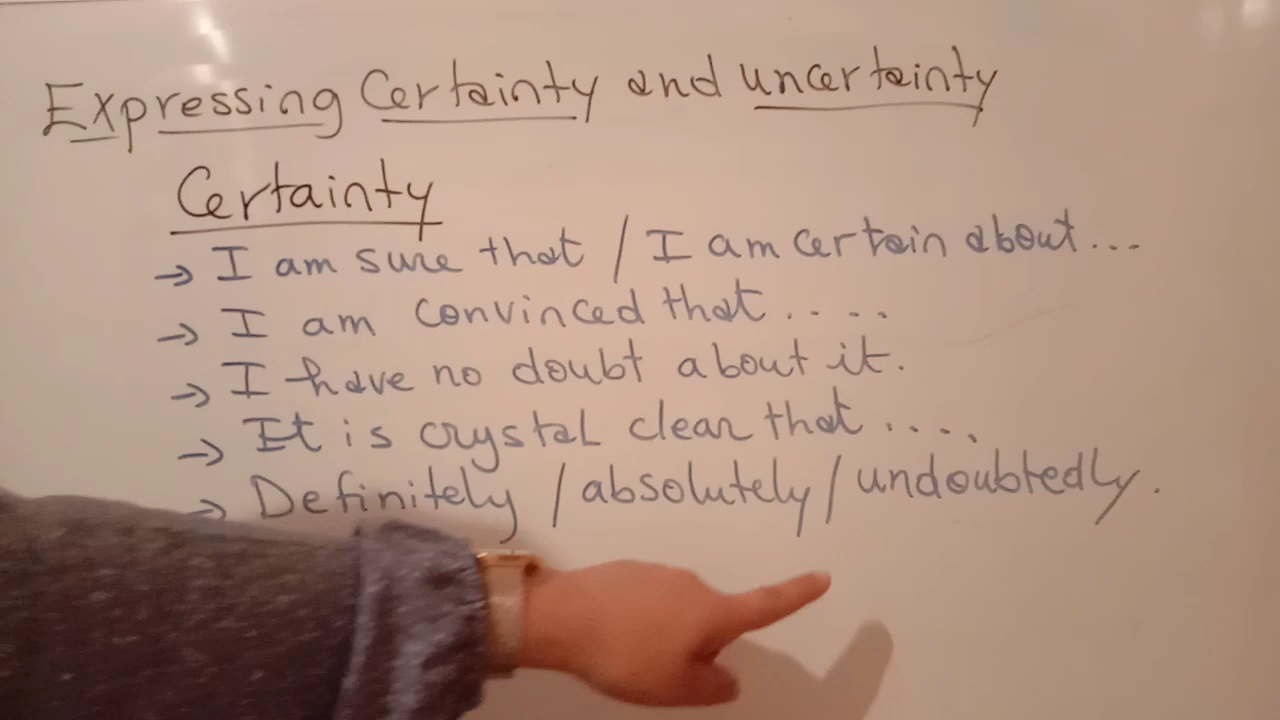 Expressing Certainty and uncertainty
Certainty
→ I am sure that / I am certain about...
→ I am convinced that....
→ I have no doubt about it.
→ It is crystal clear that....
→ Definitely / absolutely / undoubtedly.